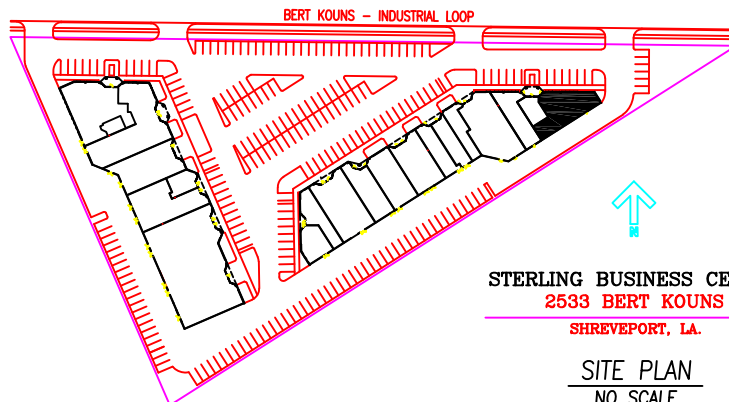 BERT KOUNS - INDUSTRIAL LOOP
N
STERLING BUSINESS CE
2533 BERT KOUNS
SHREVEPORT, LA.
SITE PLAN
NO SCALE